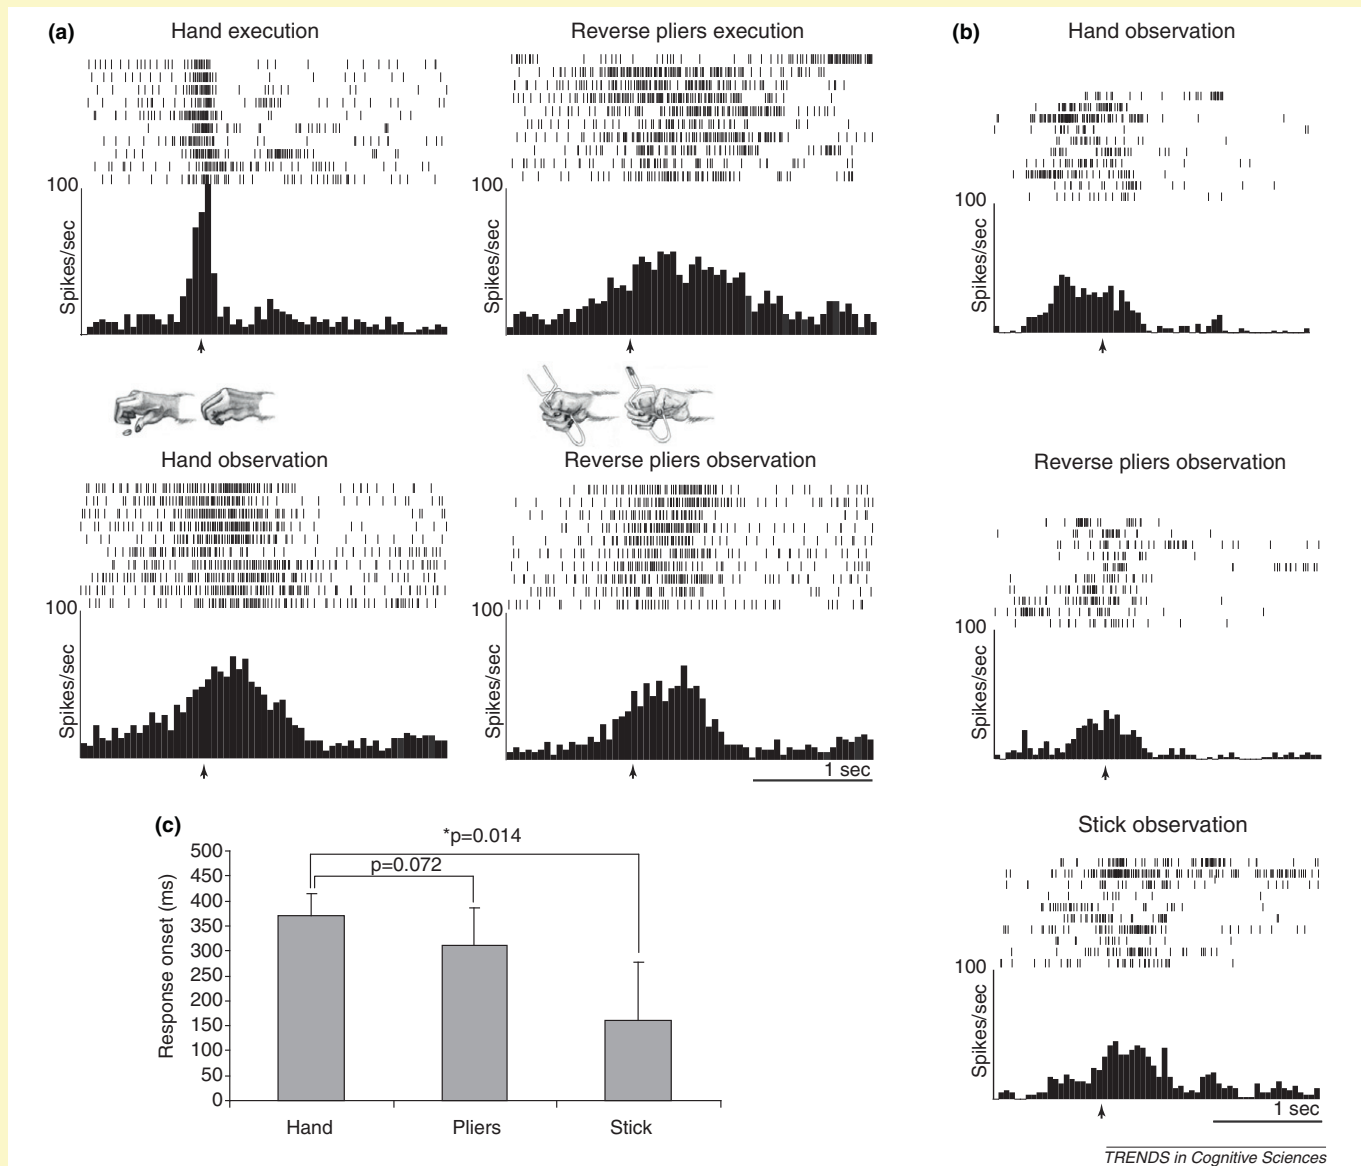 (a)
Hand execution
Reverse pliers execution
(b)
Hand observation
100
Spikes/sec
100
Spikes/sec
100
Spikes/sec
Hand observation
Reverse pliers observation
Reverse pliers observation
100
Spikes/sec
100
Spikes/sec
1 sec
100
Spikes/sec
(c)
*p=0.014
p=0.072
Response onset (ms)
500
450
400
350
300
250
200
150
100
50
0
Hand
Pliers
Stick
Stick observation
100
Spikes/sec
1 sec
TRENDS in Cognitive Sciences